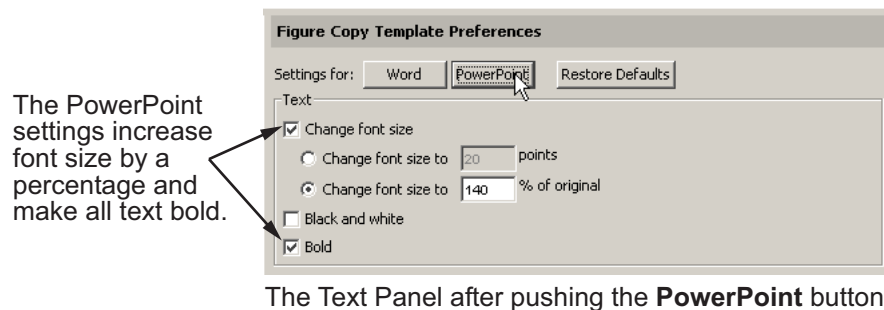 Figure Copy Template Preferences
Settings for: Word PowerPoint Restore Defaults
Text
The PowerPoint
settings increase
font size by a
percentage and
make all text bold.
Change font size
Change font size to 20 points
Change font size to 140 % of original
Black and white
Bold
The Text Panel after pushing the PowerPoint button